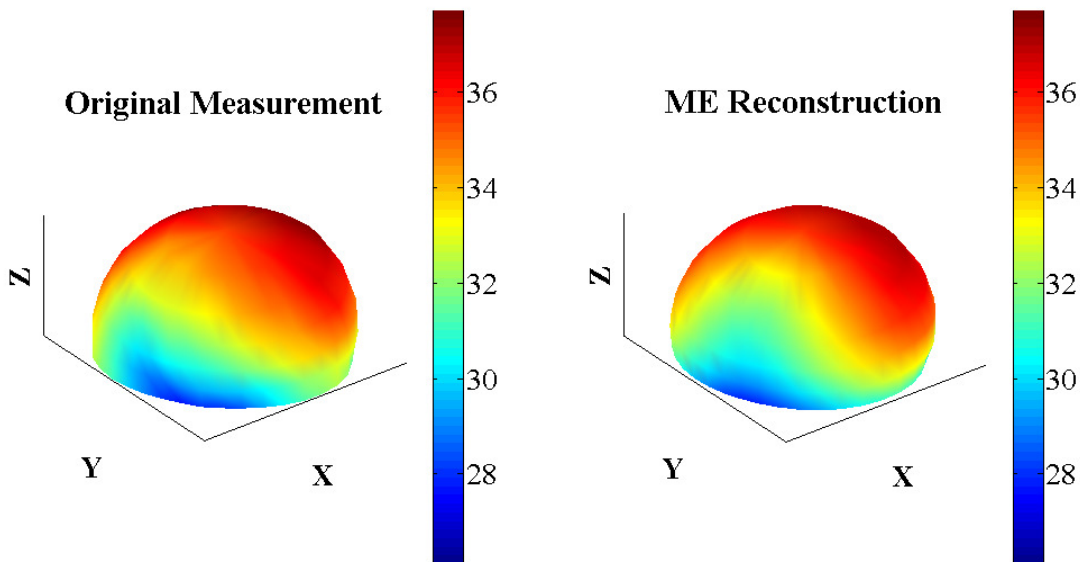 Original Measurement
Z
Y
X
36
34
32
30
28
ME Reconstruction
Z
Y
X
36
34
32
30
28